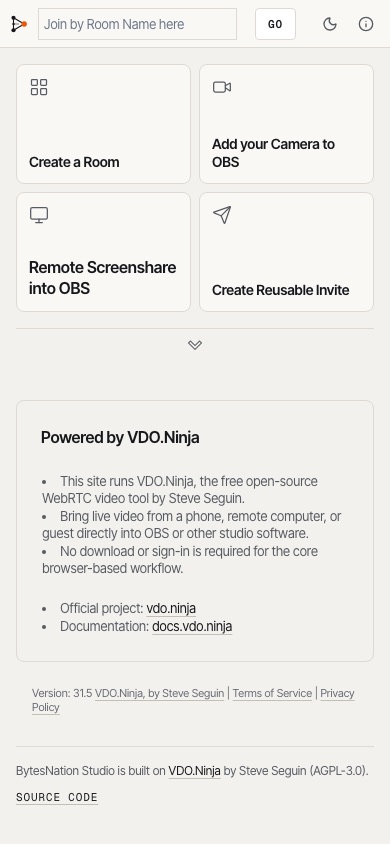 Join by Room Name here
GO
Create a Room
Add your Camera to
OBS
Remote Screenshare
into OBS
Create Reusable Invite
Powered by VDO.Ninja
• This site runs VDO.Ninja, the free open-source
WebRTC video tool by Steve Seguin.
• Bring live video from a phone, remote computer, or
guest directly into OBS or other studio software.
• No download or sign-in is required for the core
browser-based workflow.
• Official project: vdo.ninja
• Documentation: docs.vdo.ninja
Version: 31.5 VDO.Ninja, by Steve Seguin | Terms of Service | Privacy
Policy
BytesNation Studio is built on VDO.Ninja by Steve Seguin (AGPL-3.0).
SOURCE CODE